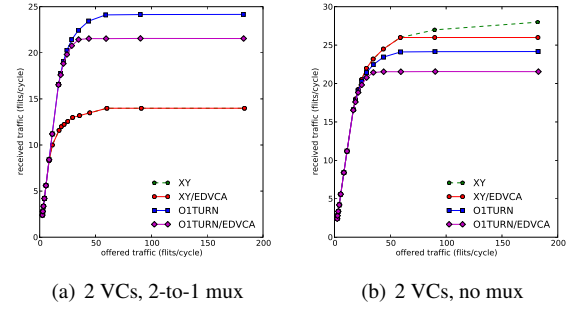 25
20
15
10
5
0
0
50
100
150
200
received traffic (flits/cycle)
offered traffic (flits/cycle)
XY
XY/EDVCA
O1TURN
O1TURN/EDVCA
(a) 2 VCs, 2-to-1 mux
30
25
20
15
10
5
0
0
50
100
150
200
received traffic (flits/cycle)
offered traffic (flits/cycle)
XY
XY/EDVCA
O1TURN
O1TURN/EDVCA
(b) 2 VCs, no mux